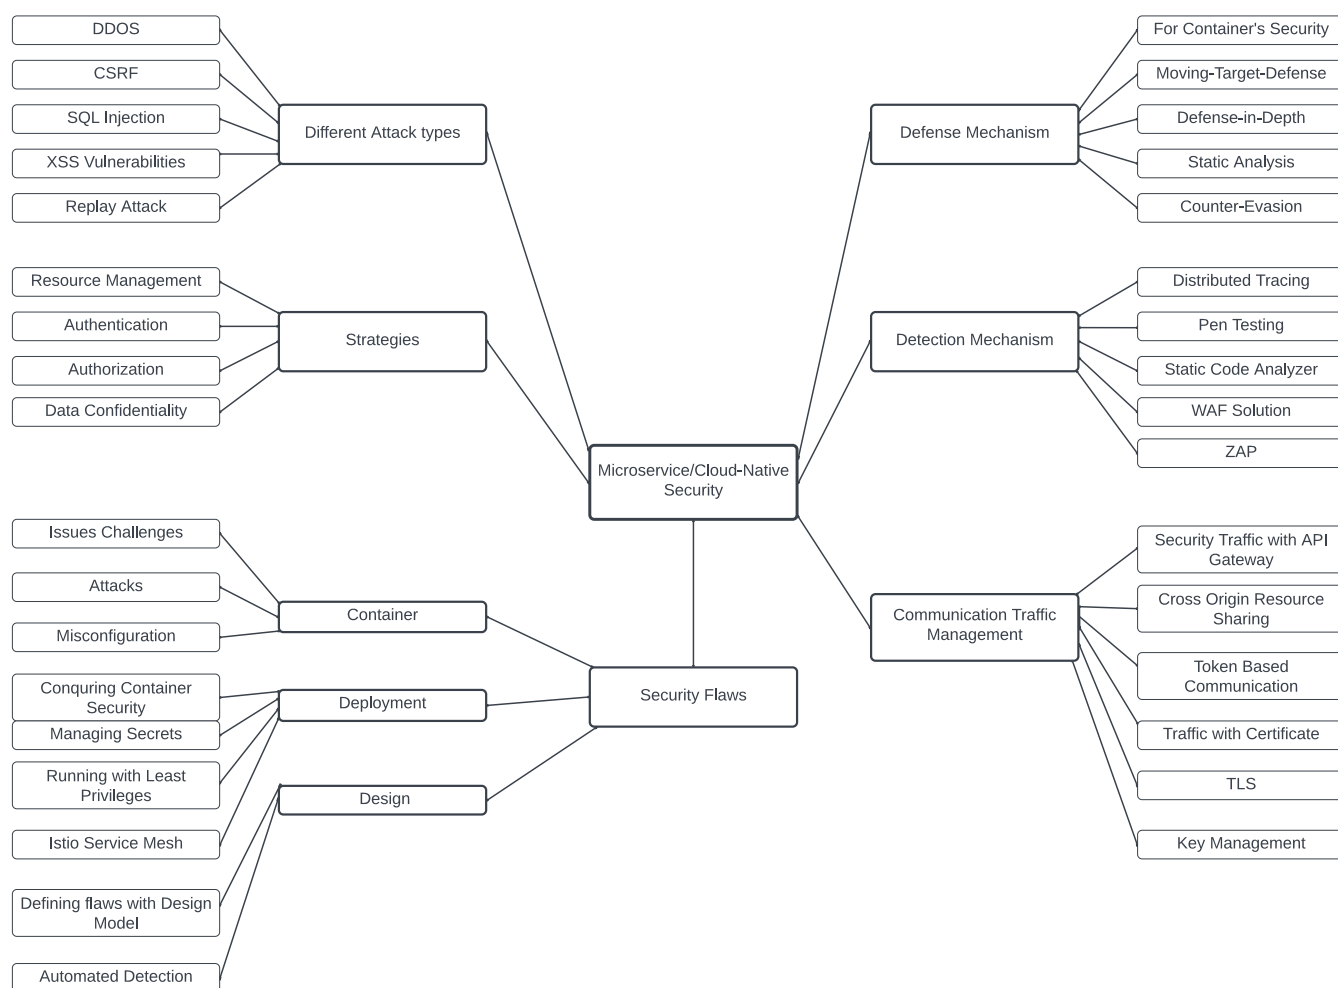 DDOS
CSRF
SQL Injection
XSS Vulnerabilities
Replay Attack
Different Attack types
Resource Management
Authentication
Authorization
Data Confidentiality
Strategies
Microservice/Cloud-Native
Security
Issues Challenges
Attacks
Misconfiguration
Container
Conquring Container
Security
Managing Secrets
Running with Least
Privileges
Istio Service Mesh
Deployment
Defining flaws with Design
Model
Automated Detection
Design
Security Flaws
Defense Mechanism
For Container's Security
Moving-Target-Defense
Defense-in-Depth
Static Analysis
Counter-Evasion
Detection Mechanism
Distributed Tracing
Pen Testing
Static Code Analyzer
WAF Solution
ZAP
Communication Traffic
Management
Security Traffic with API
Gateway
Cross Origin Resource
Sharing
Token Based
Communication
Traffic with Certificate
TLS
Key Management